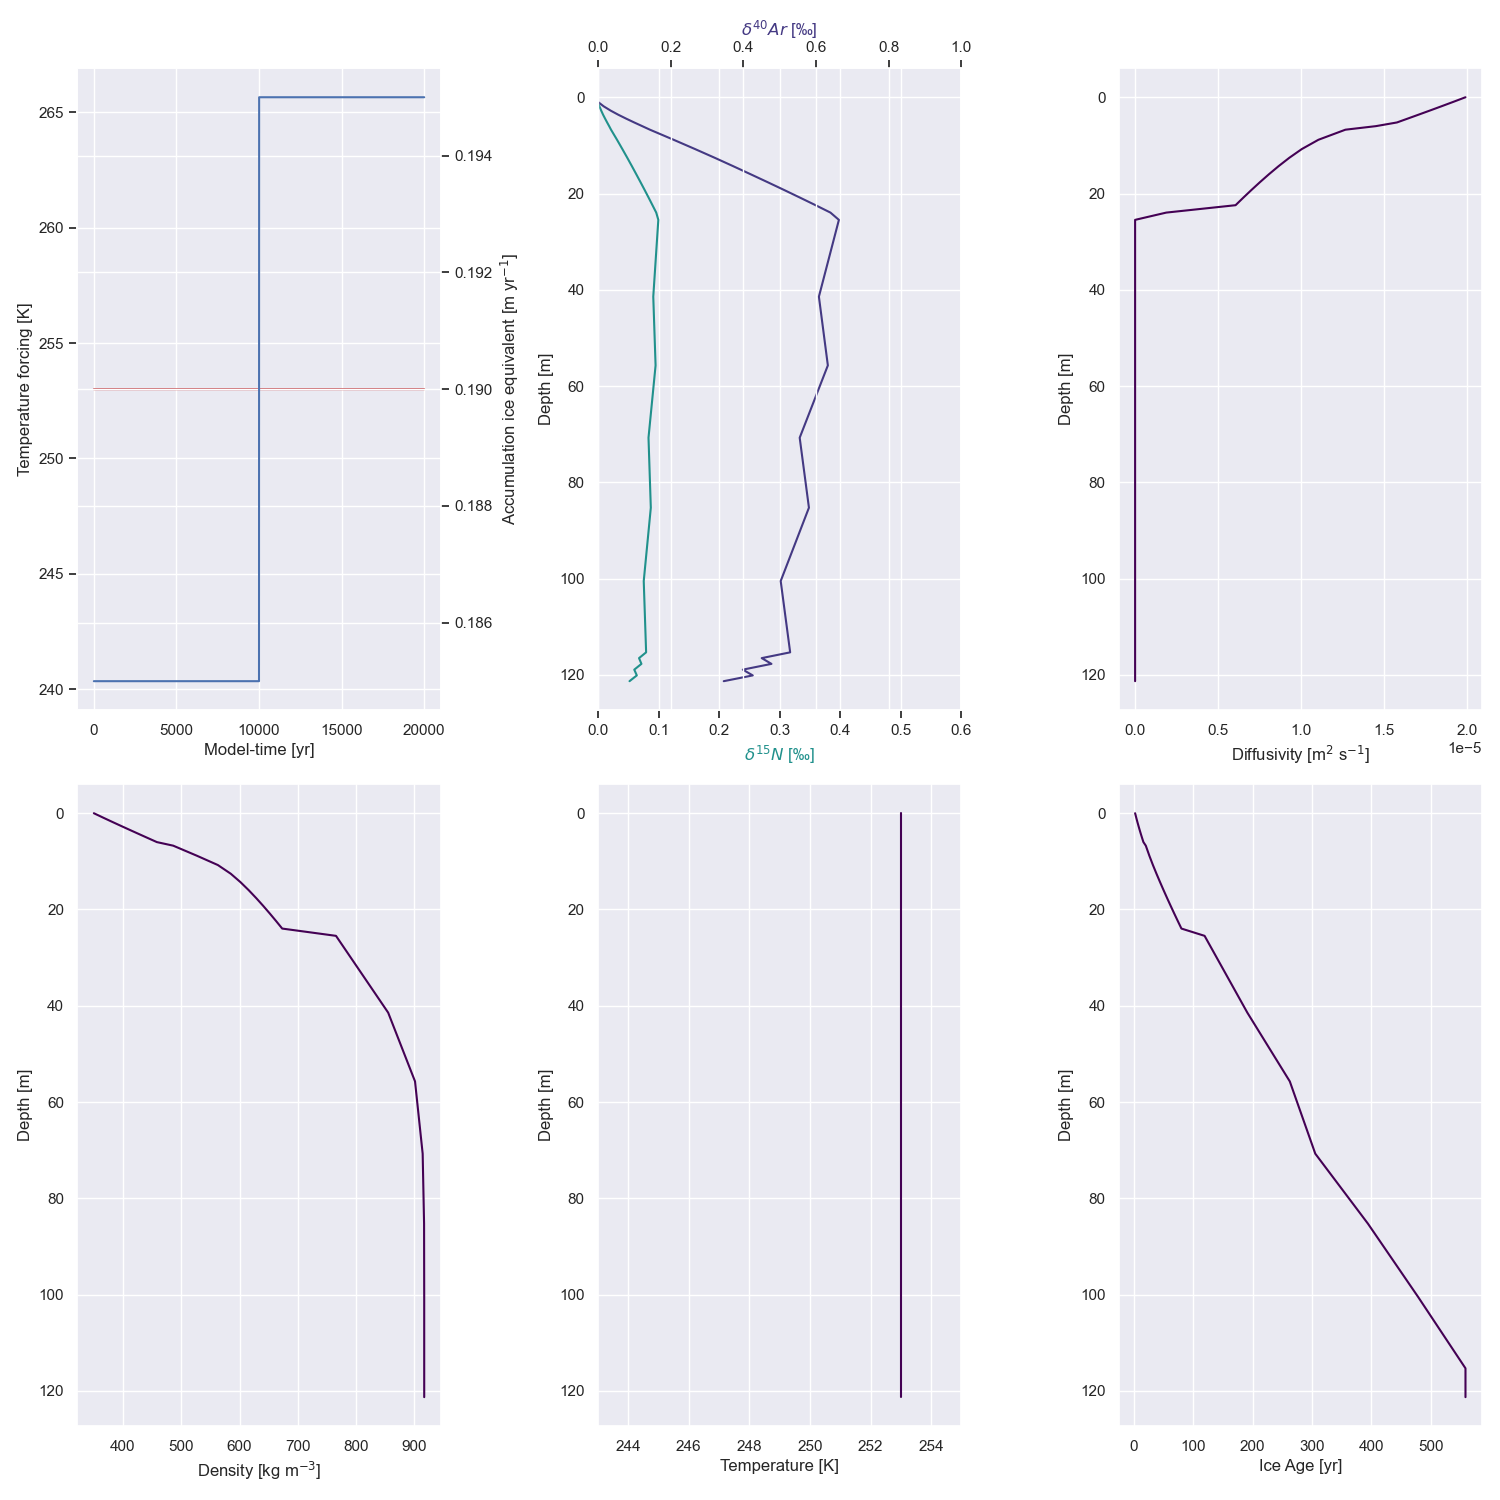 δ⁴⁰Ar [‰]
0.0 0.2 0.4 0.6 0.8 1.0
265
260
255
250
245
240
Temperature forcing [K]
0 5000 10000 15000 20000
Model-time [yr]
0.194
0.192
0.190
0.188
0.186
Accumulation ice equivalent [m yr⁻¹]
0
20
40
60
80
100
120
Depth [m]
0.0 0.1 0.2 0.3 0.4 0.5 0.6
δ¹⁵N [‰]
0
20
40
60
80
100
120
Depth [m]
0.0 0.5 1.0 1.5 2.0
1e−5
Diffusivity [m² s⁻¹]
0
20
40
60
80
100
120
Depth [m]
400 500 600 700 800 900
Density [kg m⁻³]
0
20
40
60
80
100
120
Depth [m]
244 246 248 250 252 254
Temperature [K]
0
20
40
60
80
100
120
Depth [m]
0 100 200 300 400 500
Ice Age [yr]